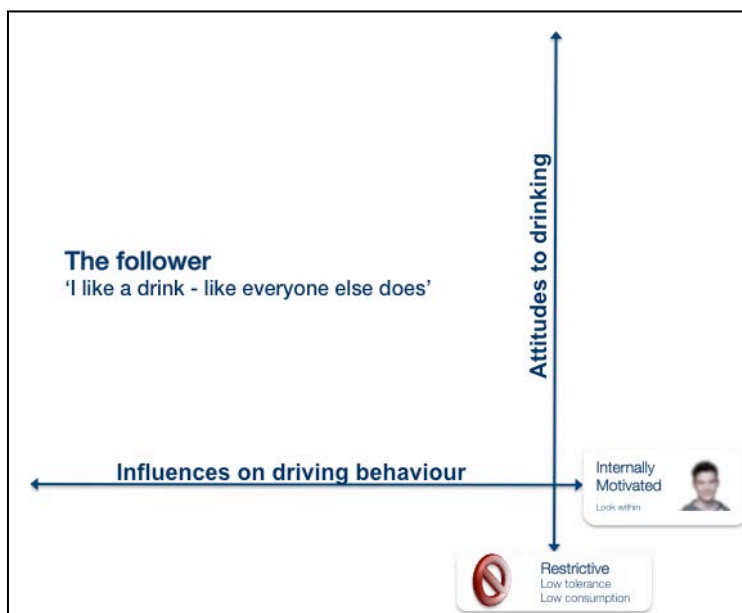 Attitudes to drinking
The follower
'I like a drink - like everyone else does'
Influences on driving behaviour
Internally
Motivated
Look within
Restrictive
Low tolerance
Low consumption